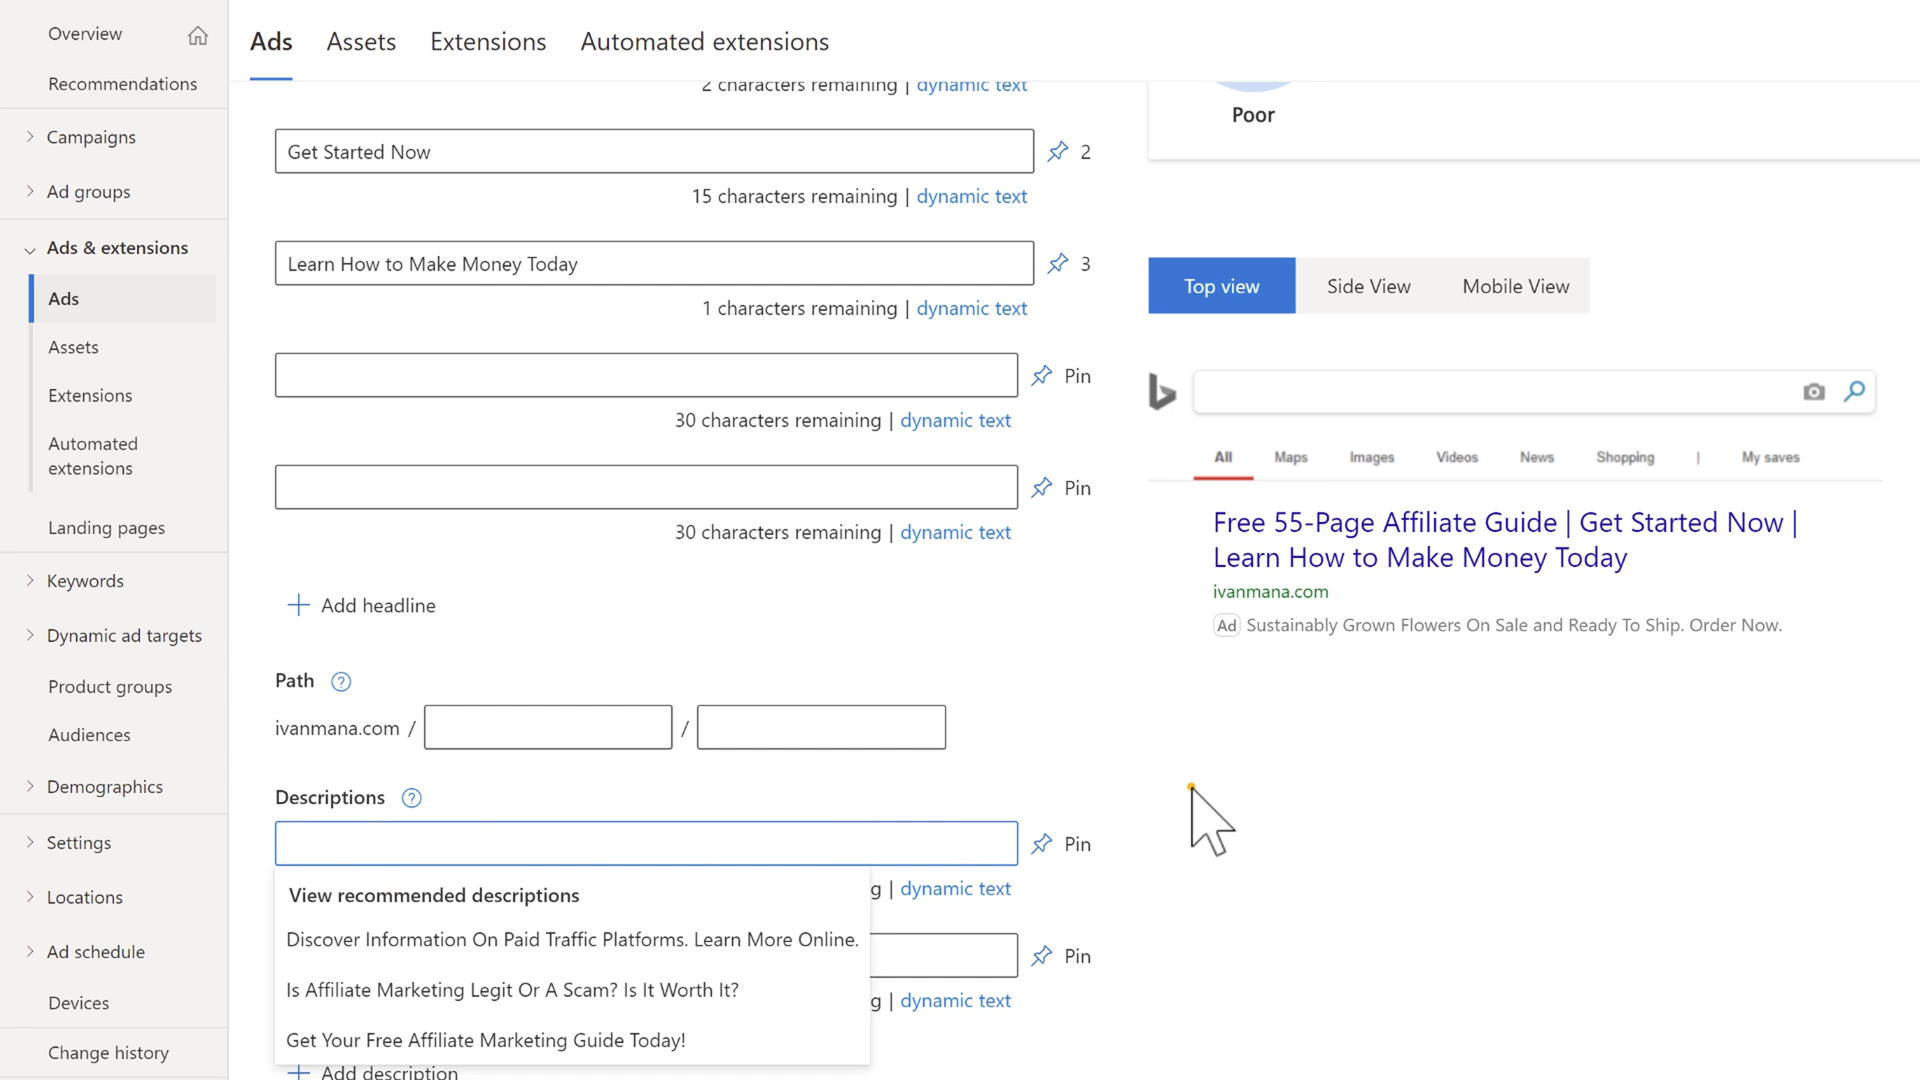 Overview
Recommendations
Campaigns
Ad groups
Ads & extensions
Ads
Assets
Extensions
Automated
extensions
Landing pages
Keywords
Dynamic ad targets
Product groups
Audiences
Demographics
Settings
Locations
Ad schedule
Devices
Change history
Ads Assets Extensions Automated extensions
2 characters remaining | dynamic text
Get Started Now 2
15 characters remaining | dynamic text
Learn How to Make Money Today 3
1 characters remaining | dynamic text
Pin
30 characters remaining | dynamic text
Pin
30 characters remaining | dynamic text
Add headline
Path ?
ivanmana.com / /
Descriptions ?
Pin
g | dynamic text
View recommended descriptions
Discover Information On Paid Traffic Platforms. Learn More Online.
Pin
Is Affiliate Marketing Legit Or A Scam? Is It Worth It?
g | dynamic text
Get Your Free Affiliate Marketing Guide Today!
Add description
Poor
Top view Side View Mobile View
All Maps Images Videos News Shopping | My saves
Free 55-Page Affiliate Guide | Get Started Now |
Learn How to Make Money Today
ivanmana.com
Ad Sustainably Grown Flowers On Sale and Ready To Ship. Order Now.